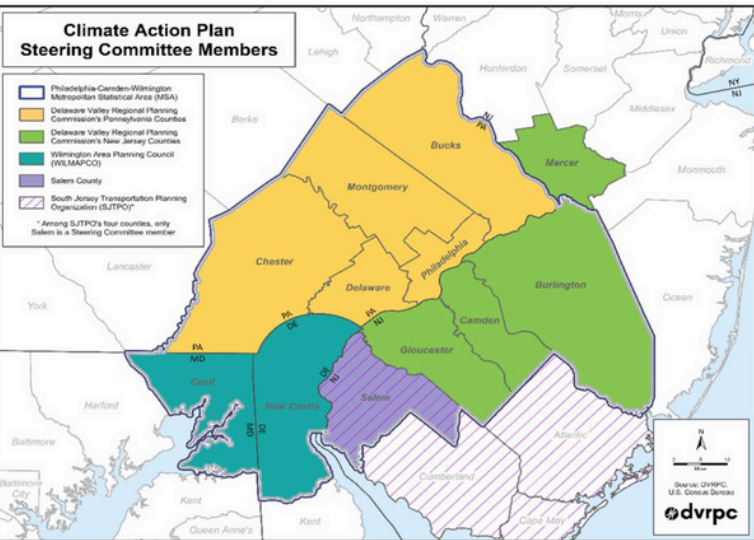 Climate Action Plan
Steering Committee Members
Philadelphia-Camden-Wilmington
Metropolitan Statistical Area (MSA)
Delaware Valley Regional Planning
Commission's Pennsylvania Counties
Delaware Valley Regional Planning
Commission's New Jersey Counties
Wilmington Area Planning Council
(WILMAPCO)
Salem County
South Jersey Transportation Planning
Organization (SJTPO)*
* Among SJTPO's four counties, only
Salem is a Steering Committee member
Northampton
Warren
Morris
Union
Richmond
Lehigh
Hunterdon
Somerset
NY
NJ
Middlesex
Berks
NJ
PA
Bucks
Mercer
Monmouth
Montgomery
Philadelphia
Chester
Lancaster
Delaware
Burlington
Ocean
York
PA
DE
PA
NJ
Camden
PA
MD
Gloucester
Cecil
DE
NJ
Harford
New Castle
Salem
MD
DE
Baltimore
Atlantic
Cumberland
Baltimore
City
Kent
Queen Anne's
Kent
Cape May
N
Source: DVRPC,
U.S. Census Bureau
dvrpc